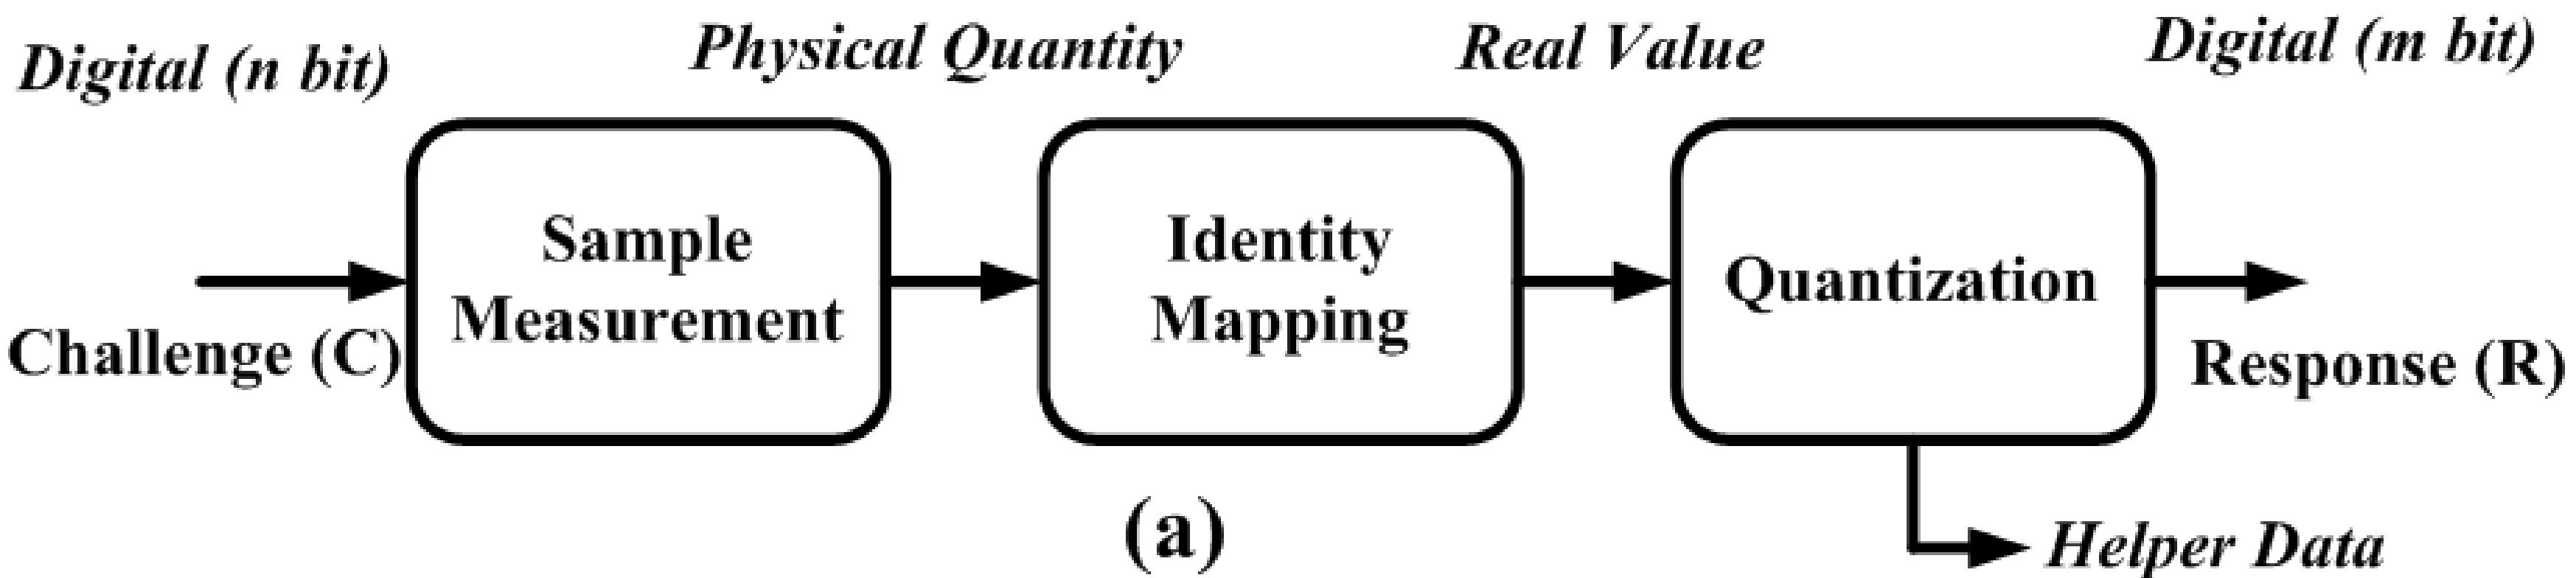 Digital (n bit)
Physical Quantity
Real Value
Digital (m bit)
Challenge (C)
Sample
Measurement
Identity
Mapping
Quantization
Response (R)
Helper Data
(a)